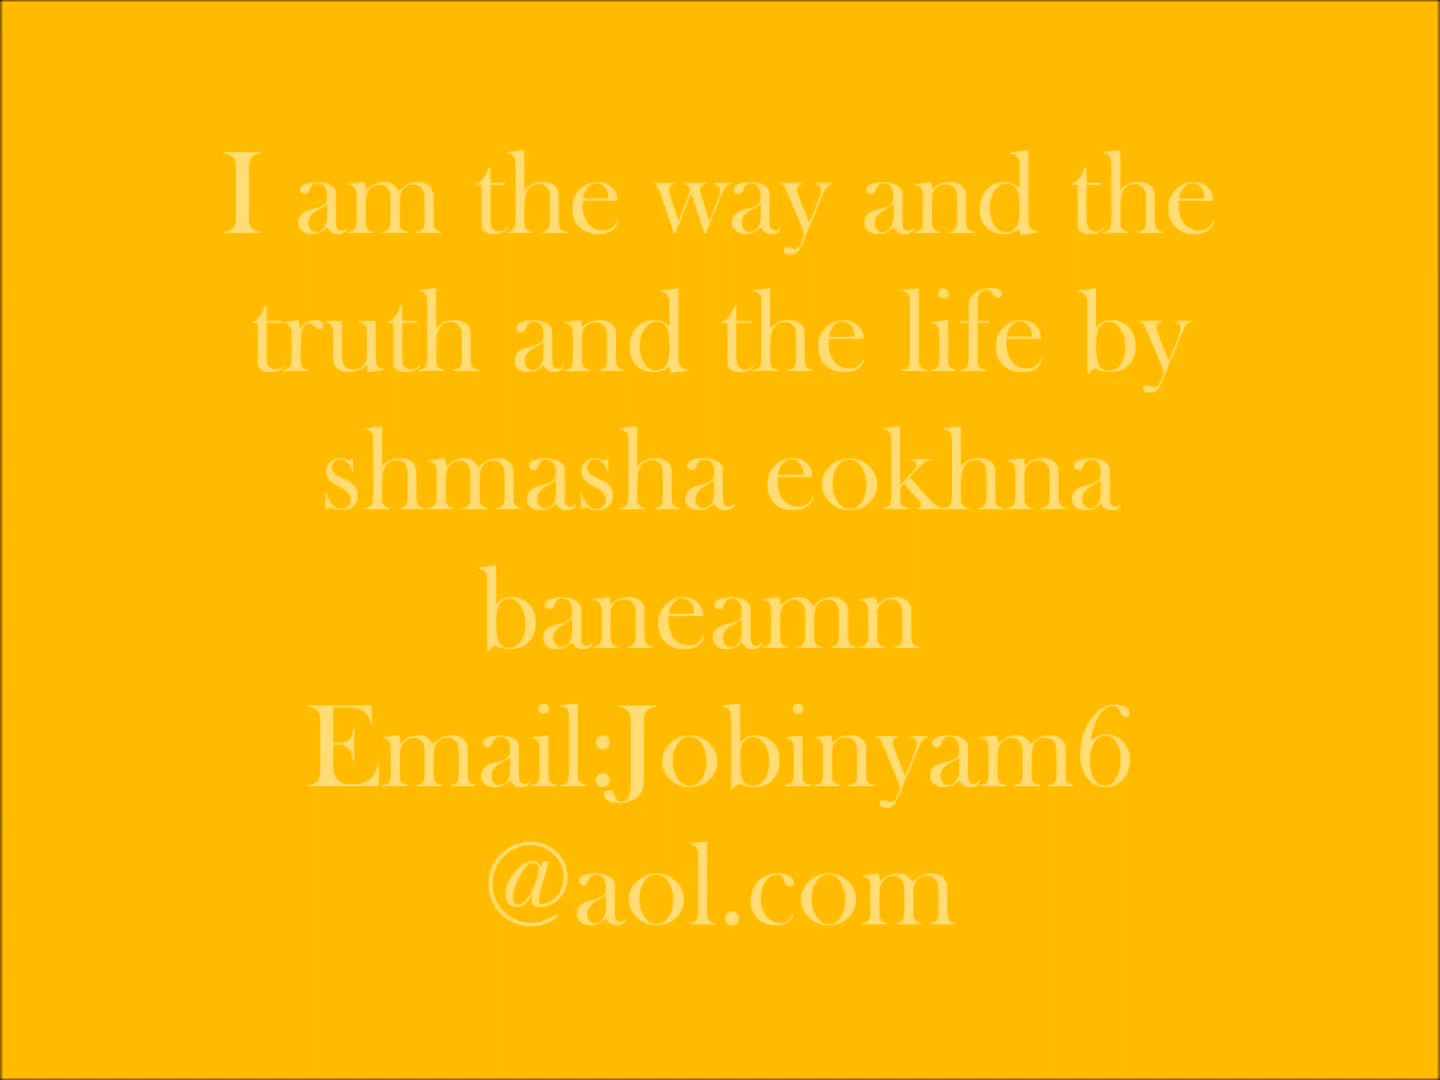 I am the way and the
truth and the life by
shmasha eokhna
baneamn
Email:Jobinyam6
@aol.com